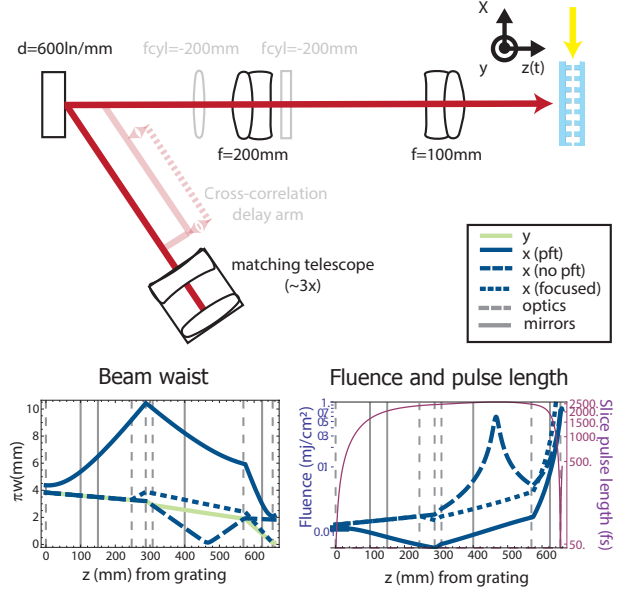 d=600ln/mm
fcyl=-200mm
fcyl=-200mm
X
y
z(t)
f=200mm
f=100mm
Cross-correlation
delay arm
matching telescope
(~3x)
y
x (pft)
x (no pft)
x (focused)
optics
mirrors
Beam waist
πw(mm)
10
8
6
4
2
0
0
100
200
300
400
500
600
z (mm) from grating
Fluence and pulse length
Fluence (mj/cm²)
1.
.07
.05
.03
.01
0.0
0
100
200
300
400
500
600
z (mm) from grating
2500.
2000.
1500.
1000.
500.
50.
Slice pulse length (fs)